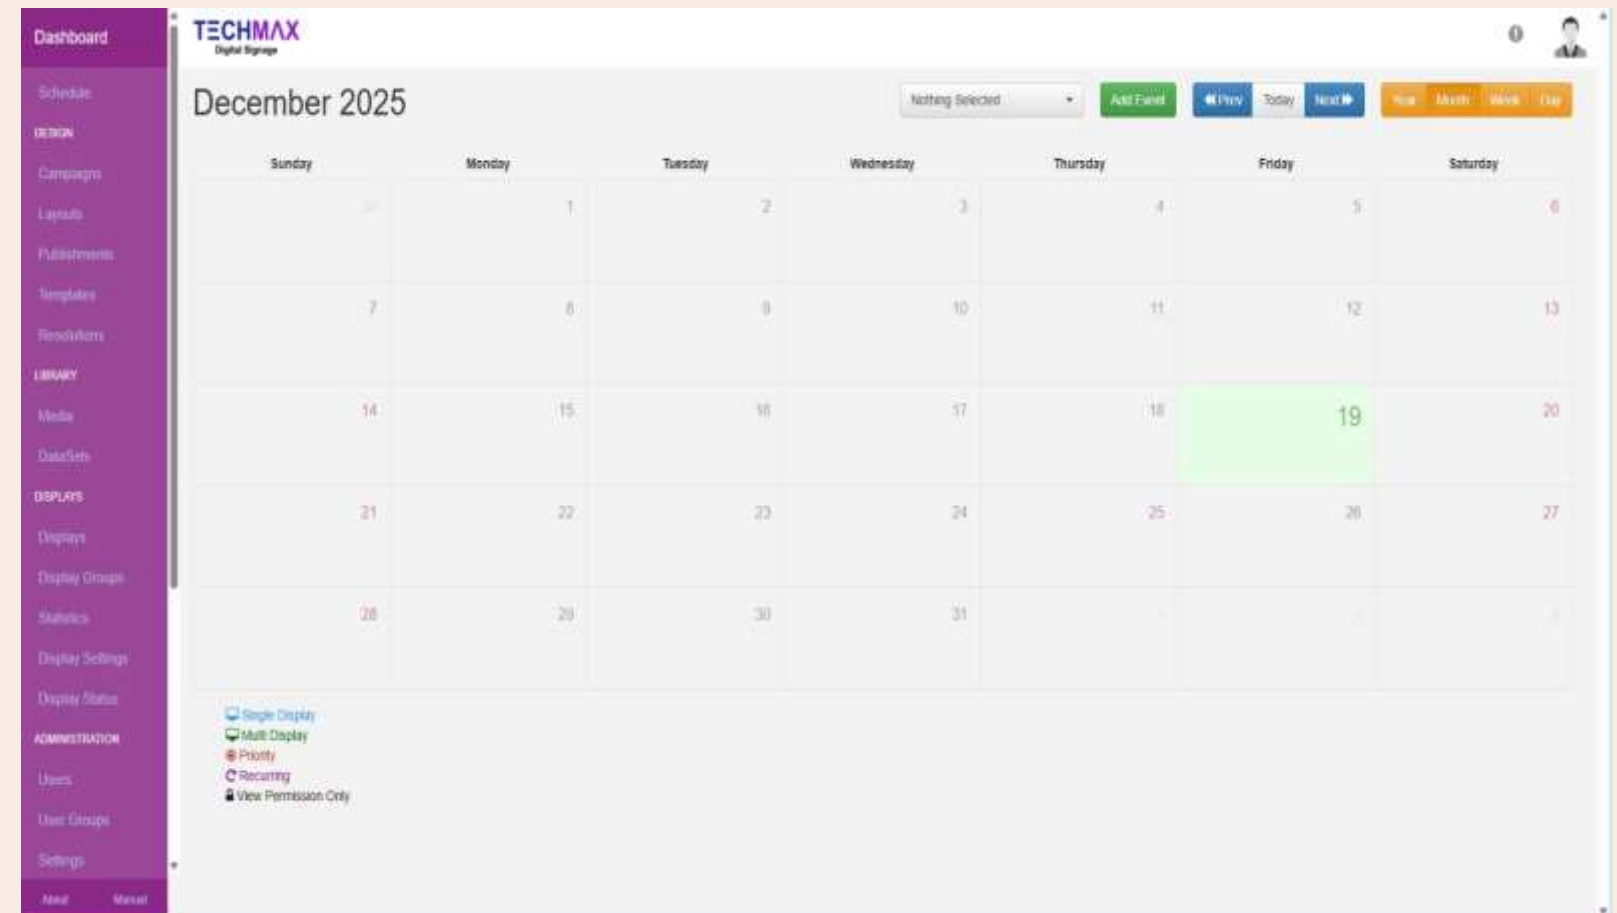 Dashboard
Schedule
DESIGN
Campaigns
Layouts
Publishments
Templates
Resolutions
LIBRARY
Media
DataSets
DISPLAYS
Displays
Display Groups
Statistics
Display Settings
Display Status
ADMINISTRATION
Users
User Groups
Settings
About Manual
TECHMAX
Digital Signage
December 2025
Nothing Selected Add Event Prev Today Next Year Month Week Day
Sunday Monday Tuesday Wednesday Thursday Friday Saturday
1 2 3 4 5 6
7 8 9 10 11 12 13
14 15 16 17 18 19 20
21 22 23 24 25 26 27
28 29 30 31
Single Display
Multi Display
Priority
Recurring
View Permission Only